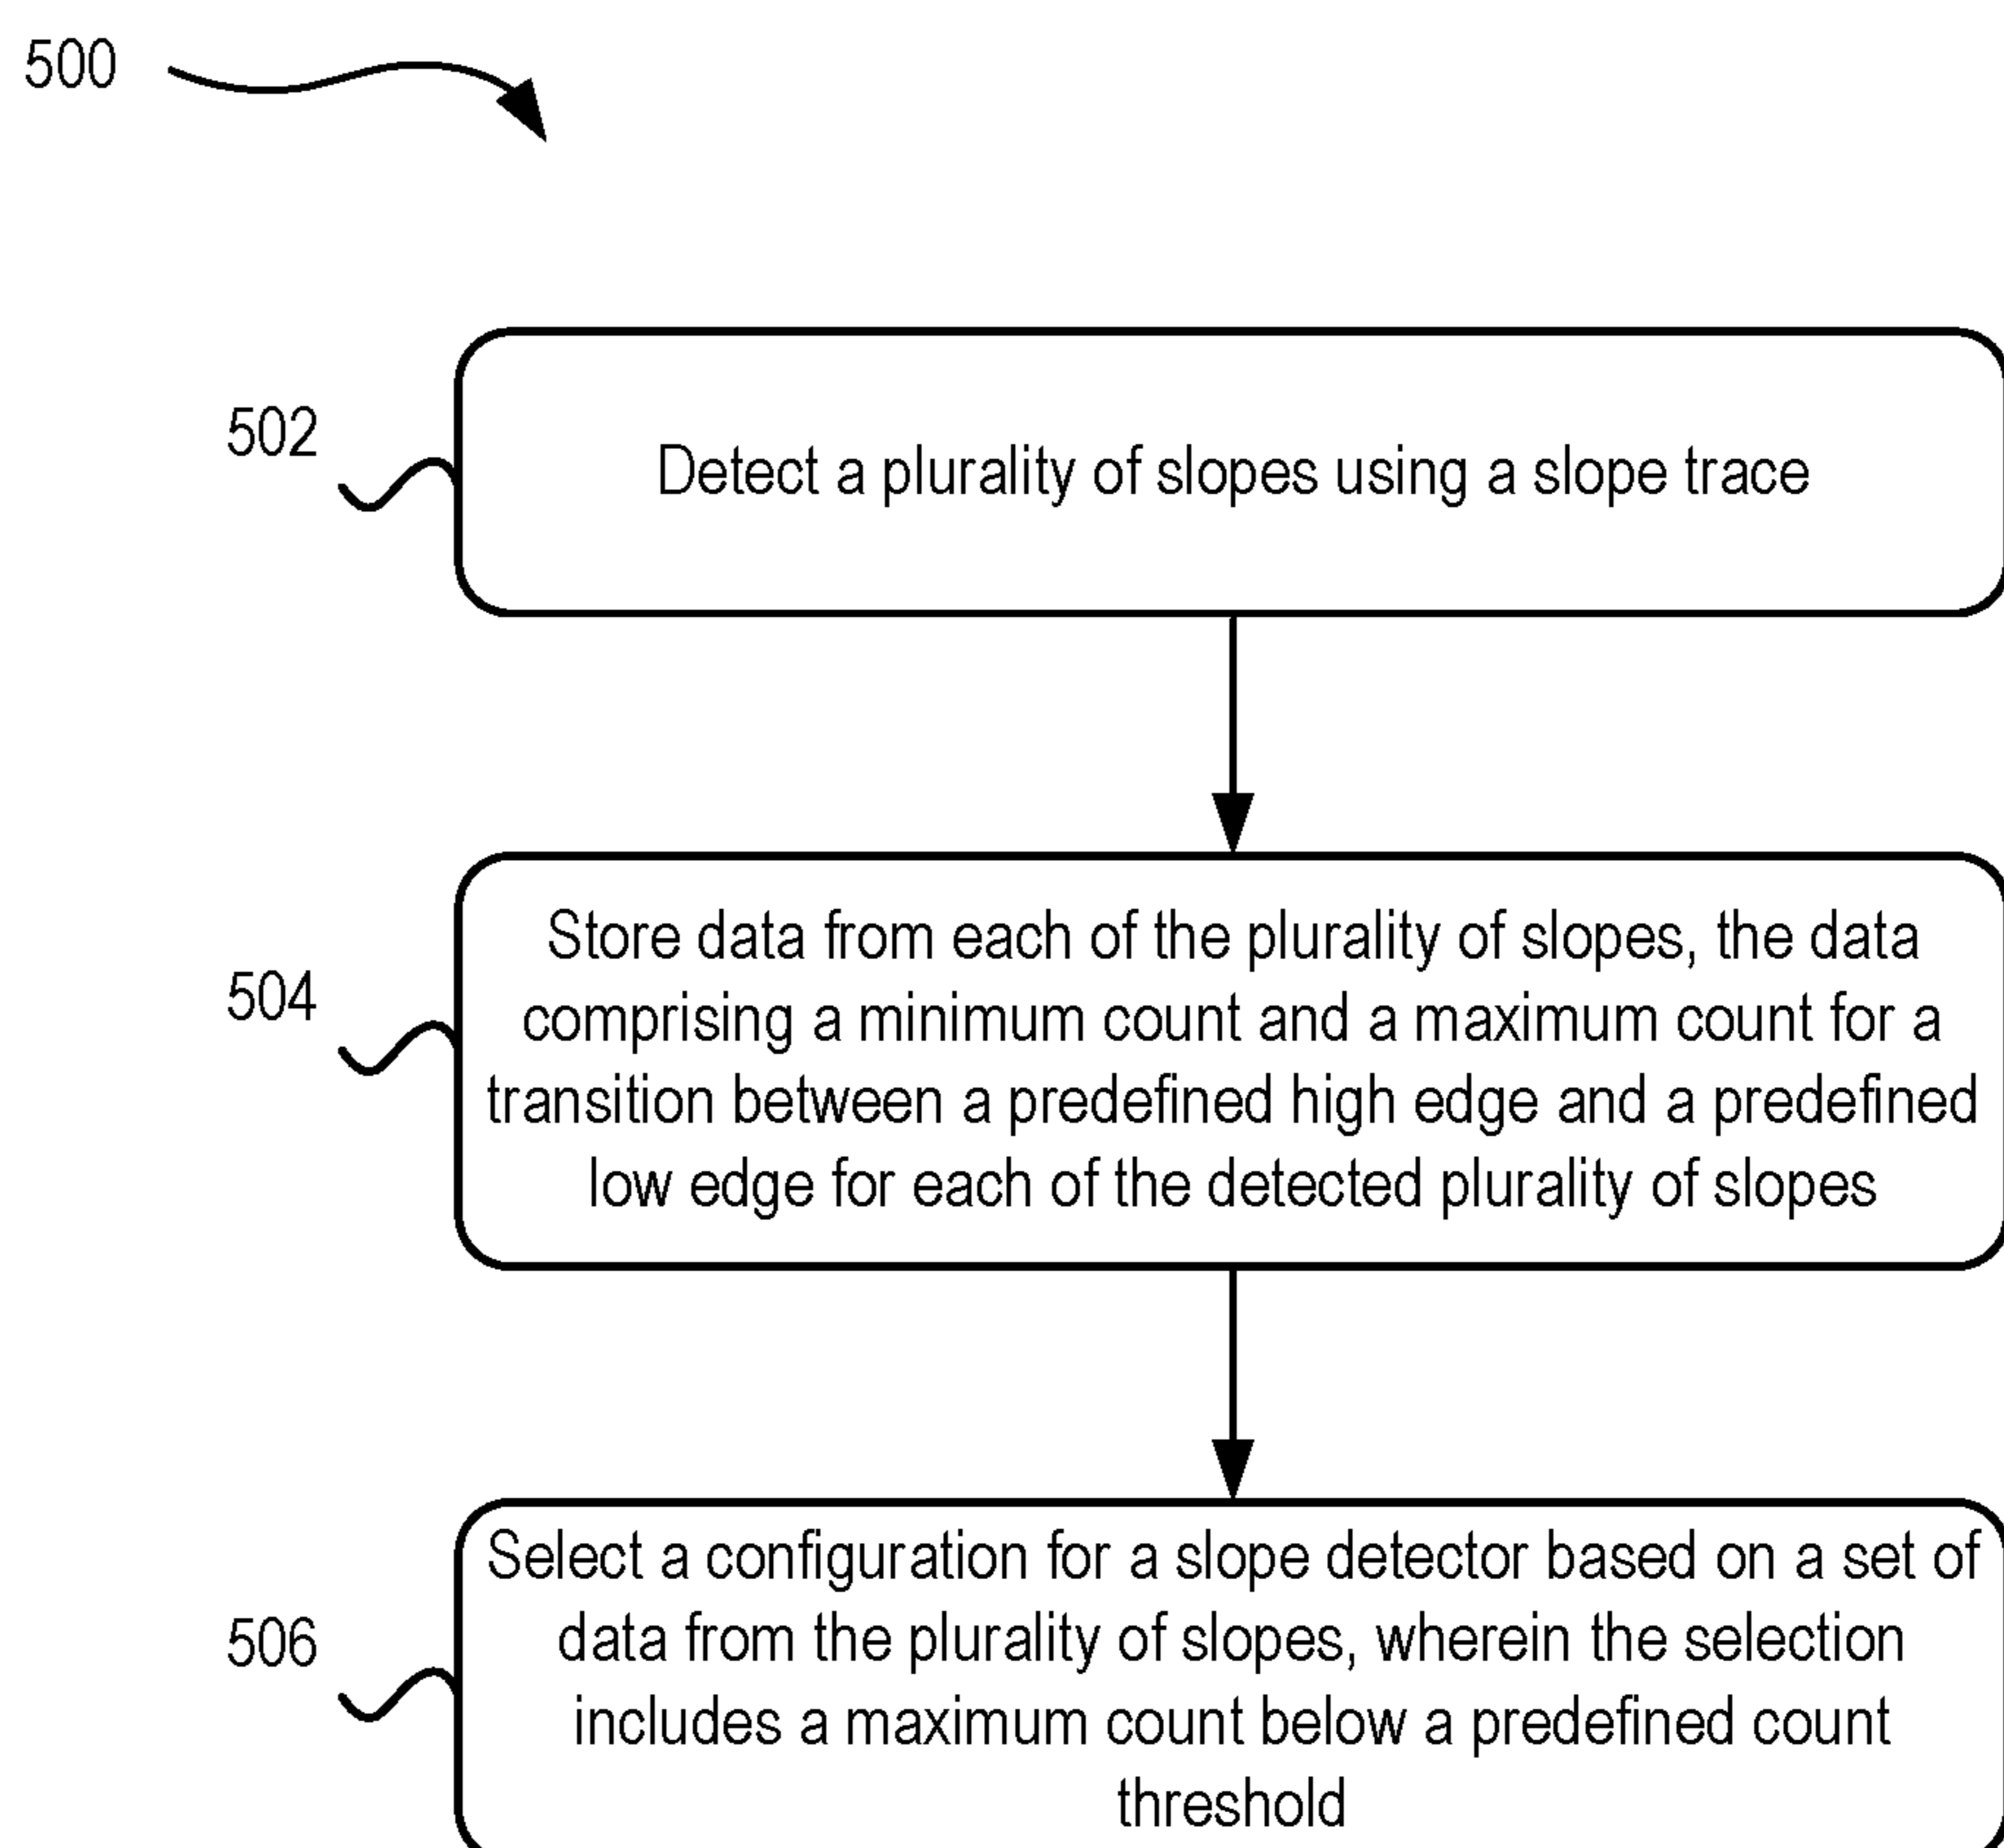 500
502
Detect a plurality of slopes using a slope trace
504
Store data from each of the plurality of slopes, the data
comprising a minimum count and a maximum count for a
transition between a predefined high edge and a predefined
low edge for each of the detected plurality of slopes
506
Select a configuration for a slope detector based on a set of
data from the plurality of slopes, wherein the selection
includes a maximum count below a predefined count
threshold